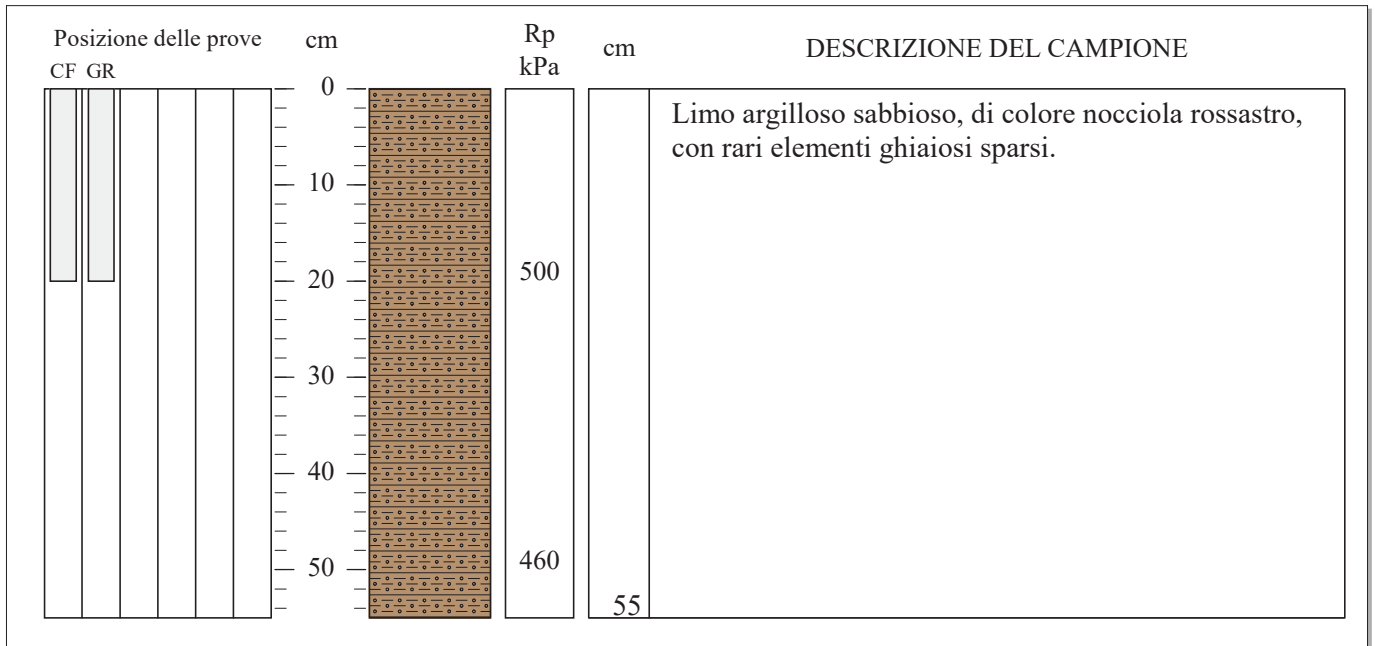 Posizione delle prove
CF GR
cm
Rp
kPa
cm
DESCRIZIONE DEL CAMPIONE
0
10
20
30
40
50
500
460
55
Limo argilloso sabbioso, di colore nocciola rossastro,
con rari elementi ghiaiosi sparsi.